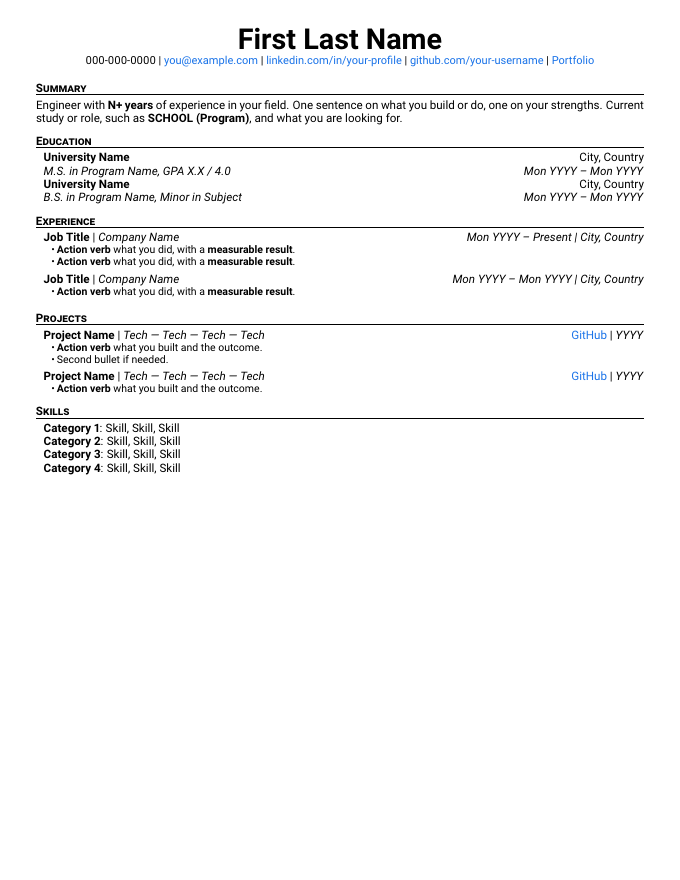 First Last Name
000-000-0000 | you@example.com | linkedin.com/in/your-profile | github.com/your-username | Portfolio
Summary
Engineer with N+ years of experience in your field. One sentence on what you build or do, one on your strengths. Current
study or role, such as SCHOOL (Program), and what you are looking for.
Education
University Name City, Country
M.S. in Program Name, GPA X.X / 4.0 Mon YYYY – Mon YYYY
University Name City, Country
B.S. in Program Name, Minor in Subject Mon YYYY – Mon YYYY
Experience
Job Title | Company Name Mon YYYY – Present | City, Country
• Action verb what you did, with a measurable result.
• Action verb what you did, with a measurable result.
Job Title | Company Name Mon YYYY – Mon YYYY | City, Country
• Action verb what you did, with a measurable result.
Projects
Project Name | Tech — Tech — Tech — Tech GitHub | YYYY
• Action verb what you built and the outcome.
• Second bullet if needed.
Project Name | Tech — Tech — Tech — Tech GitHub | YYYY
• Action verb what you built and the outcome.
Skills
Category 1: Skill, Skill, Skill
Category 2: Skill, Skill, Skill
Category 3: Skill, Skill, Skill
Category 4: Skill, Skill, Skill